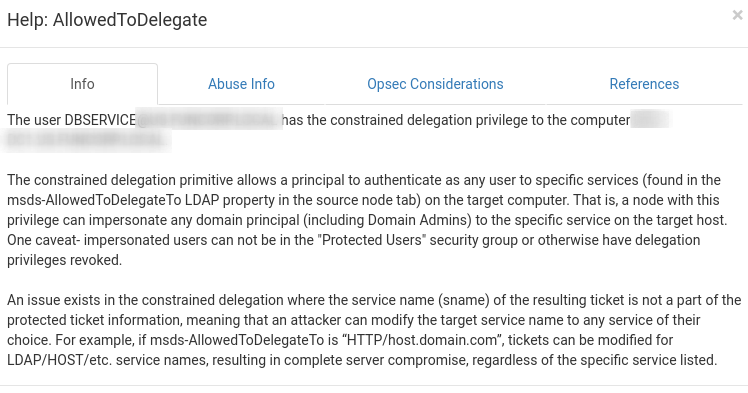 Help: AllowedToDelegate
×
Info
Abuse Info
Opsec Considerations
References
The user DBSERVICE has the constrained delegation privilege to the computer
The constrained delegation primitive allows a principal to authenticate as any user to specific services (found in the
msds-AllowedToDelegateTo LDAP property in the source node tab) on the target computer. That is, a node with this
privilege can impersonate any domain principal (including Domain Admins) to the specific service on the target host.
One caveat- impersonated users can not be in the "Protected Users" security group or otherwise have delegation
privileges revoked.
An issue exists in the constrained delegation where the service name (sname) of the resulting ticket is not a part of the
protected ticket information, meaning that an attacker can modify the target service name to any service of their
choice. For example, if msds-AllowedToDelegateTo is “HTTP/host.domain.com”, tickets can be modified for
LDAP/HOST/etc. service names, resulting in complete server compromise, regardless of the specific service listed.